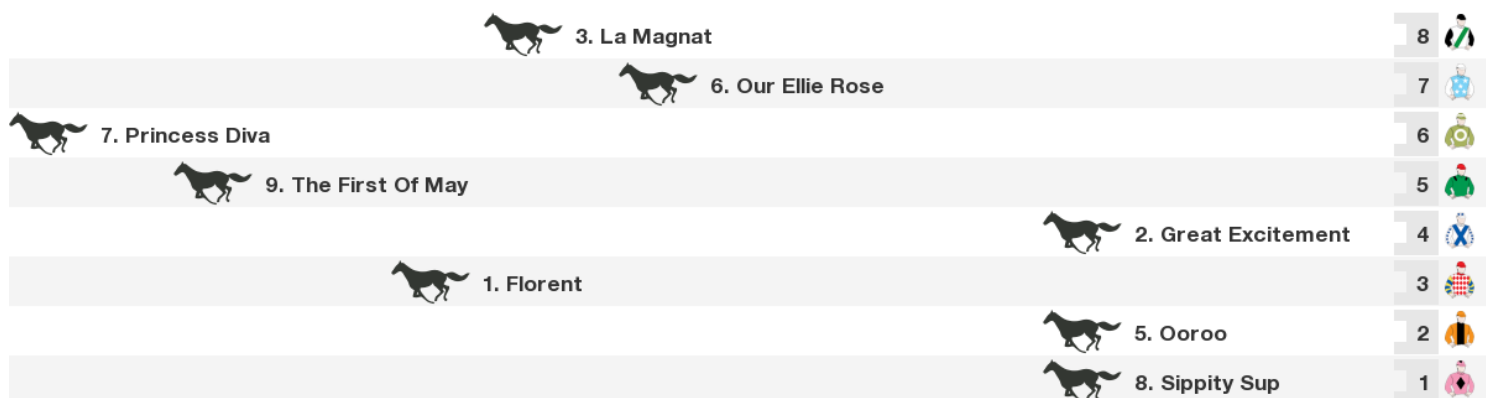 3. La Magnat 8
6. Our Ellie Rose 7
7. Princess Diva 6
9. The First Of May 5
2. Great Excitement 4
1. Florent 3
5. Ooroo 2
8. Sippity Sup 1